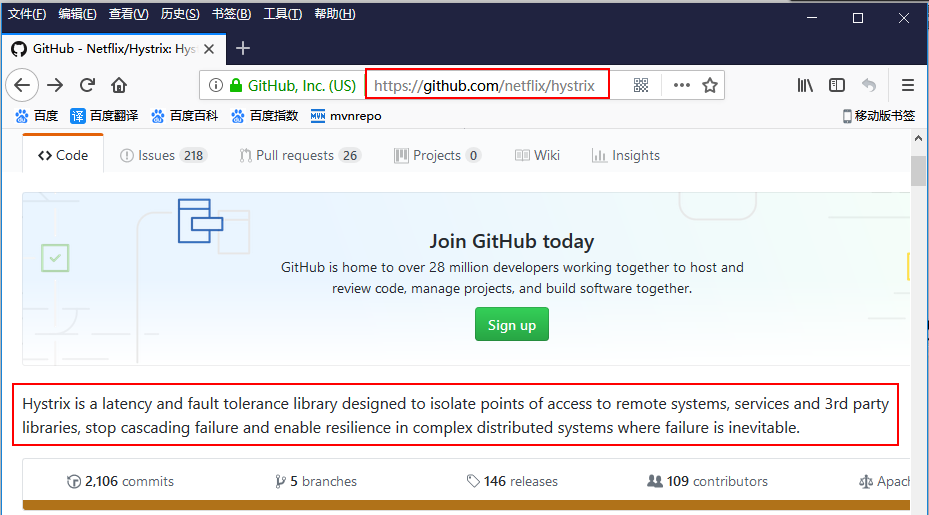 文件(F) 编辑(E) 查看(V) 历史(S) 书签(B) 工具(T) 帮助(H)
GitHub - Netflix/Hystrix: Hyst
GitHub, Inc. (US) https://github.com/netflix/hystrix
百度 译 百度翻译 百度百科 百度指数 MVN mvnrepo 移动版书签
Code Issues 218 Pull requests 26 Projects 0 Wiki Insights
Join GitHub today
GitHub is home to over 28 million developers working together to host and
review code, manage projects, and build software together.
Sign up
Hystrix is a latency and fault tolerance library designed to isolate points of access to remote systems, services and 3rd party
libraries, stop cascading failure and enable resilience in complex distributed systems where failure is inevitable.
2,106 commits 5 branches 146 releases 109 contributors Apach